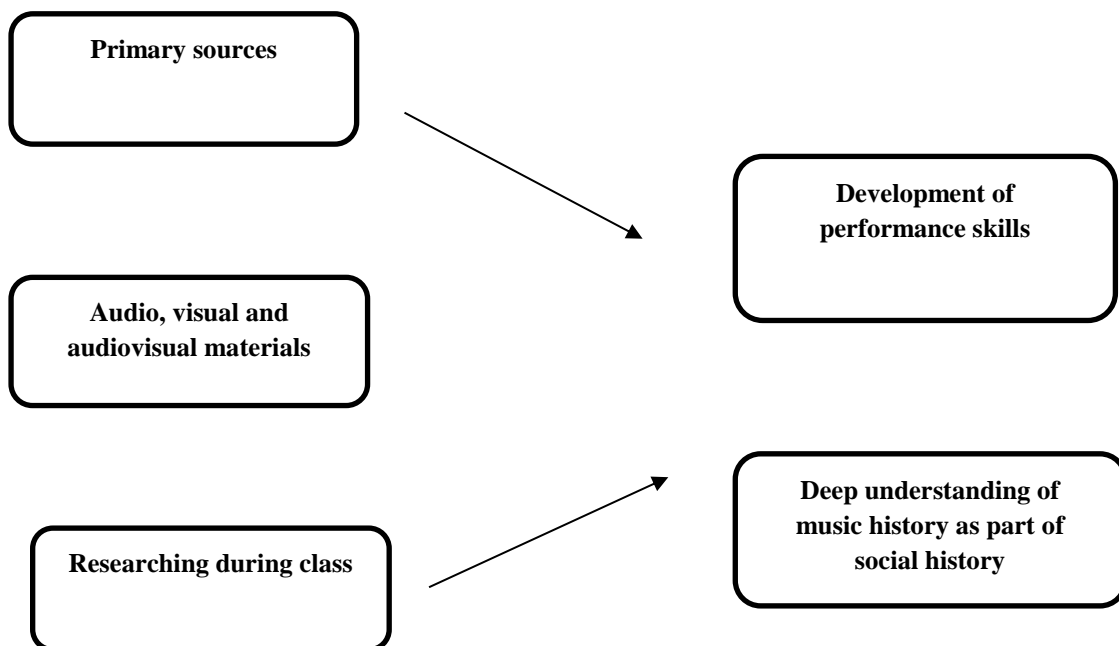 Primary sources
Audio, visual and
audiovisual materials
Researching during class
Development of
performance skills
Deep understanding of
music history as part of
social history